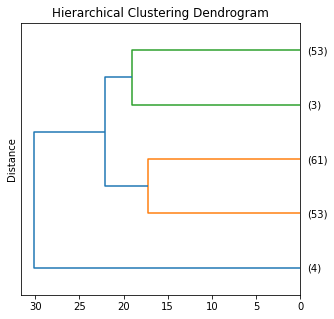 Hierarchical Clustering Dendrogram
(53)
(3)
(61)
(53)
(4)
Distance
30 25 20 15 10 5 0